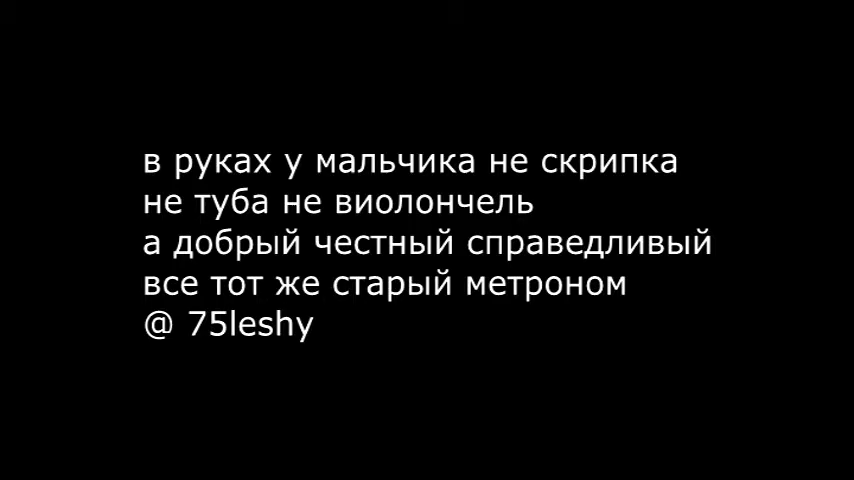 в руках у мальчика не скрипка
не туба не виолончель
а добрый честный справедливый
все тот же старый метроном
@ 75leshy